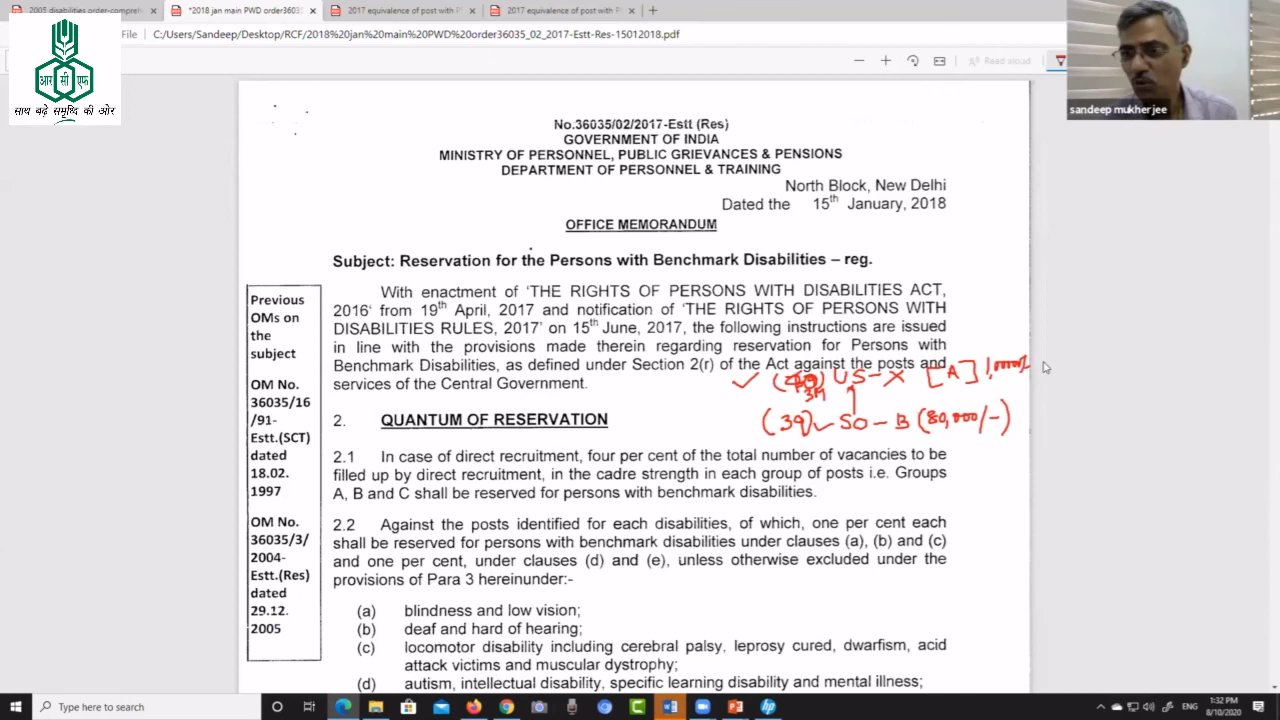 2005 disabilities order-compreh
*2018 jan main PWD order36035
2017 equivalence of post with P
2017 equivalence of post with P
File
C:/Users/Sandeep/Desktop/RCF/2018%20jan%20main%20PWD%20order36035_02_2017-Estt-Res-15012018.pdf
Read aloud
आर सी एफ
साथ बढ़े समृध्दि की ओर
sandeep mukherjee
No.36035/02/2017-Estt (Res)
GOVERNMENT OF INDIA
MINISTRY OF PERSONNEL, PUBLIC GRIEVANCES & PENSIONS
DEPARTMENT OF PERSONNEL & TRAINING
North Block, New Delhi
Dated the 15th January, 2018
OFFICE MEMORANDUM
Subject: Reservation for the Persons with Benchmark Disabilities – reg.
Previous
OMs on
the
subject
OM No.
36035/16
/91-
Estt.(SCT)
dated
18.02.
1997
OM No.
36035/3/
2004-
Estt.(Res)
dated
29.12.
2005
With enactment of 'THE RIGHTS OF PERSONS WITH DISABILITIES ACT,
2016' from 19th April, 2017 and notification of 'THE RIGHTS OF PERSONS WITH
DISABILITIES RULES, 2017' on 15th June, 2017, the following instructions are issued
in line with the provisions made therein regarding reservation for Persons with
Benchmark Disabilities, as defined under Section 2(r) of the Act against the posts and
services of the Central Government.
US – X [A]
(39) SO – B (80,000/-)
2. QUANTUM OF RESERVATION
2.1 In case of direct recruitment, four per cent of the total number of vacancies to be
filled up by direct recruitment, in the cadre strength in each group of posts i.e. Groups
A, B and C shall be reserved for persons with benchmark disabilities.
2.2 Against the posts identified for each disabilities, of which, one per cent each
shall be reserved for persons with benchmark disabilities under clauses (a), (b) and (c)
and one per cent, under clauses (d) and (e), unless otherwise excluded under the
provisions of Para 3 hereinunder:-
(a) blindness and low vision;
(b) deaf and hard of hearing;
(c) locomotor disability including cerebral palsy, leprosy cured, dwarfism, acid
attack victims and muscular dystrophy;
(d) autism, intellectual disability, specific learning disability and mental illness;
Type here to search
ENG
1:32 PM
8/10/2020